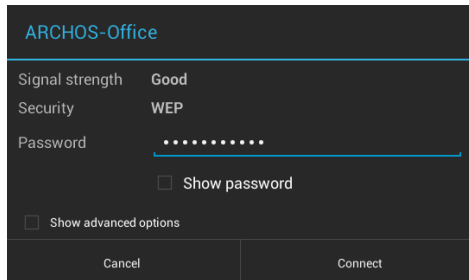 ARCHOS-Office
Signal strength Good
Security WEP
Password •••••••••••
Show password
Show advanced options
Cancel Connect